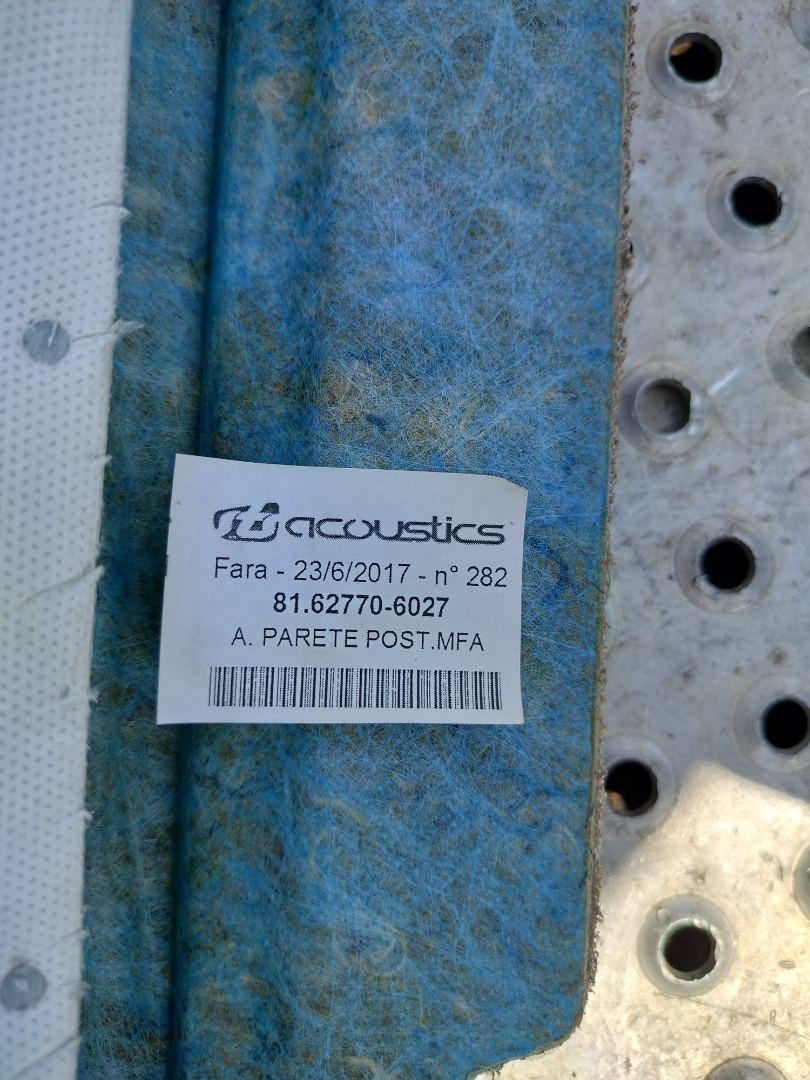 acoustics
Fara - 23/6/2017 - n° 282
81.62770-6027
A. PARETE POST.MFA